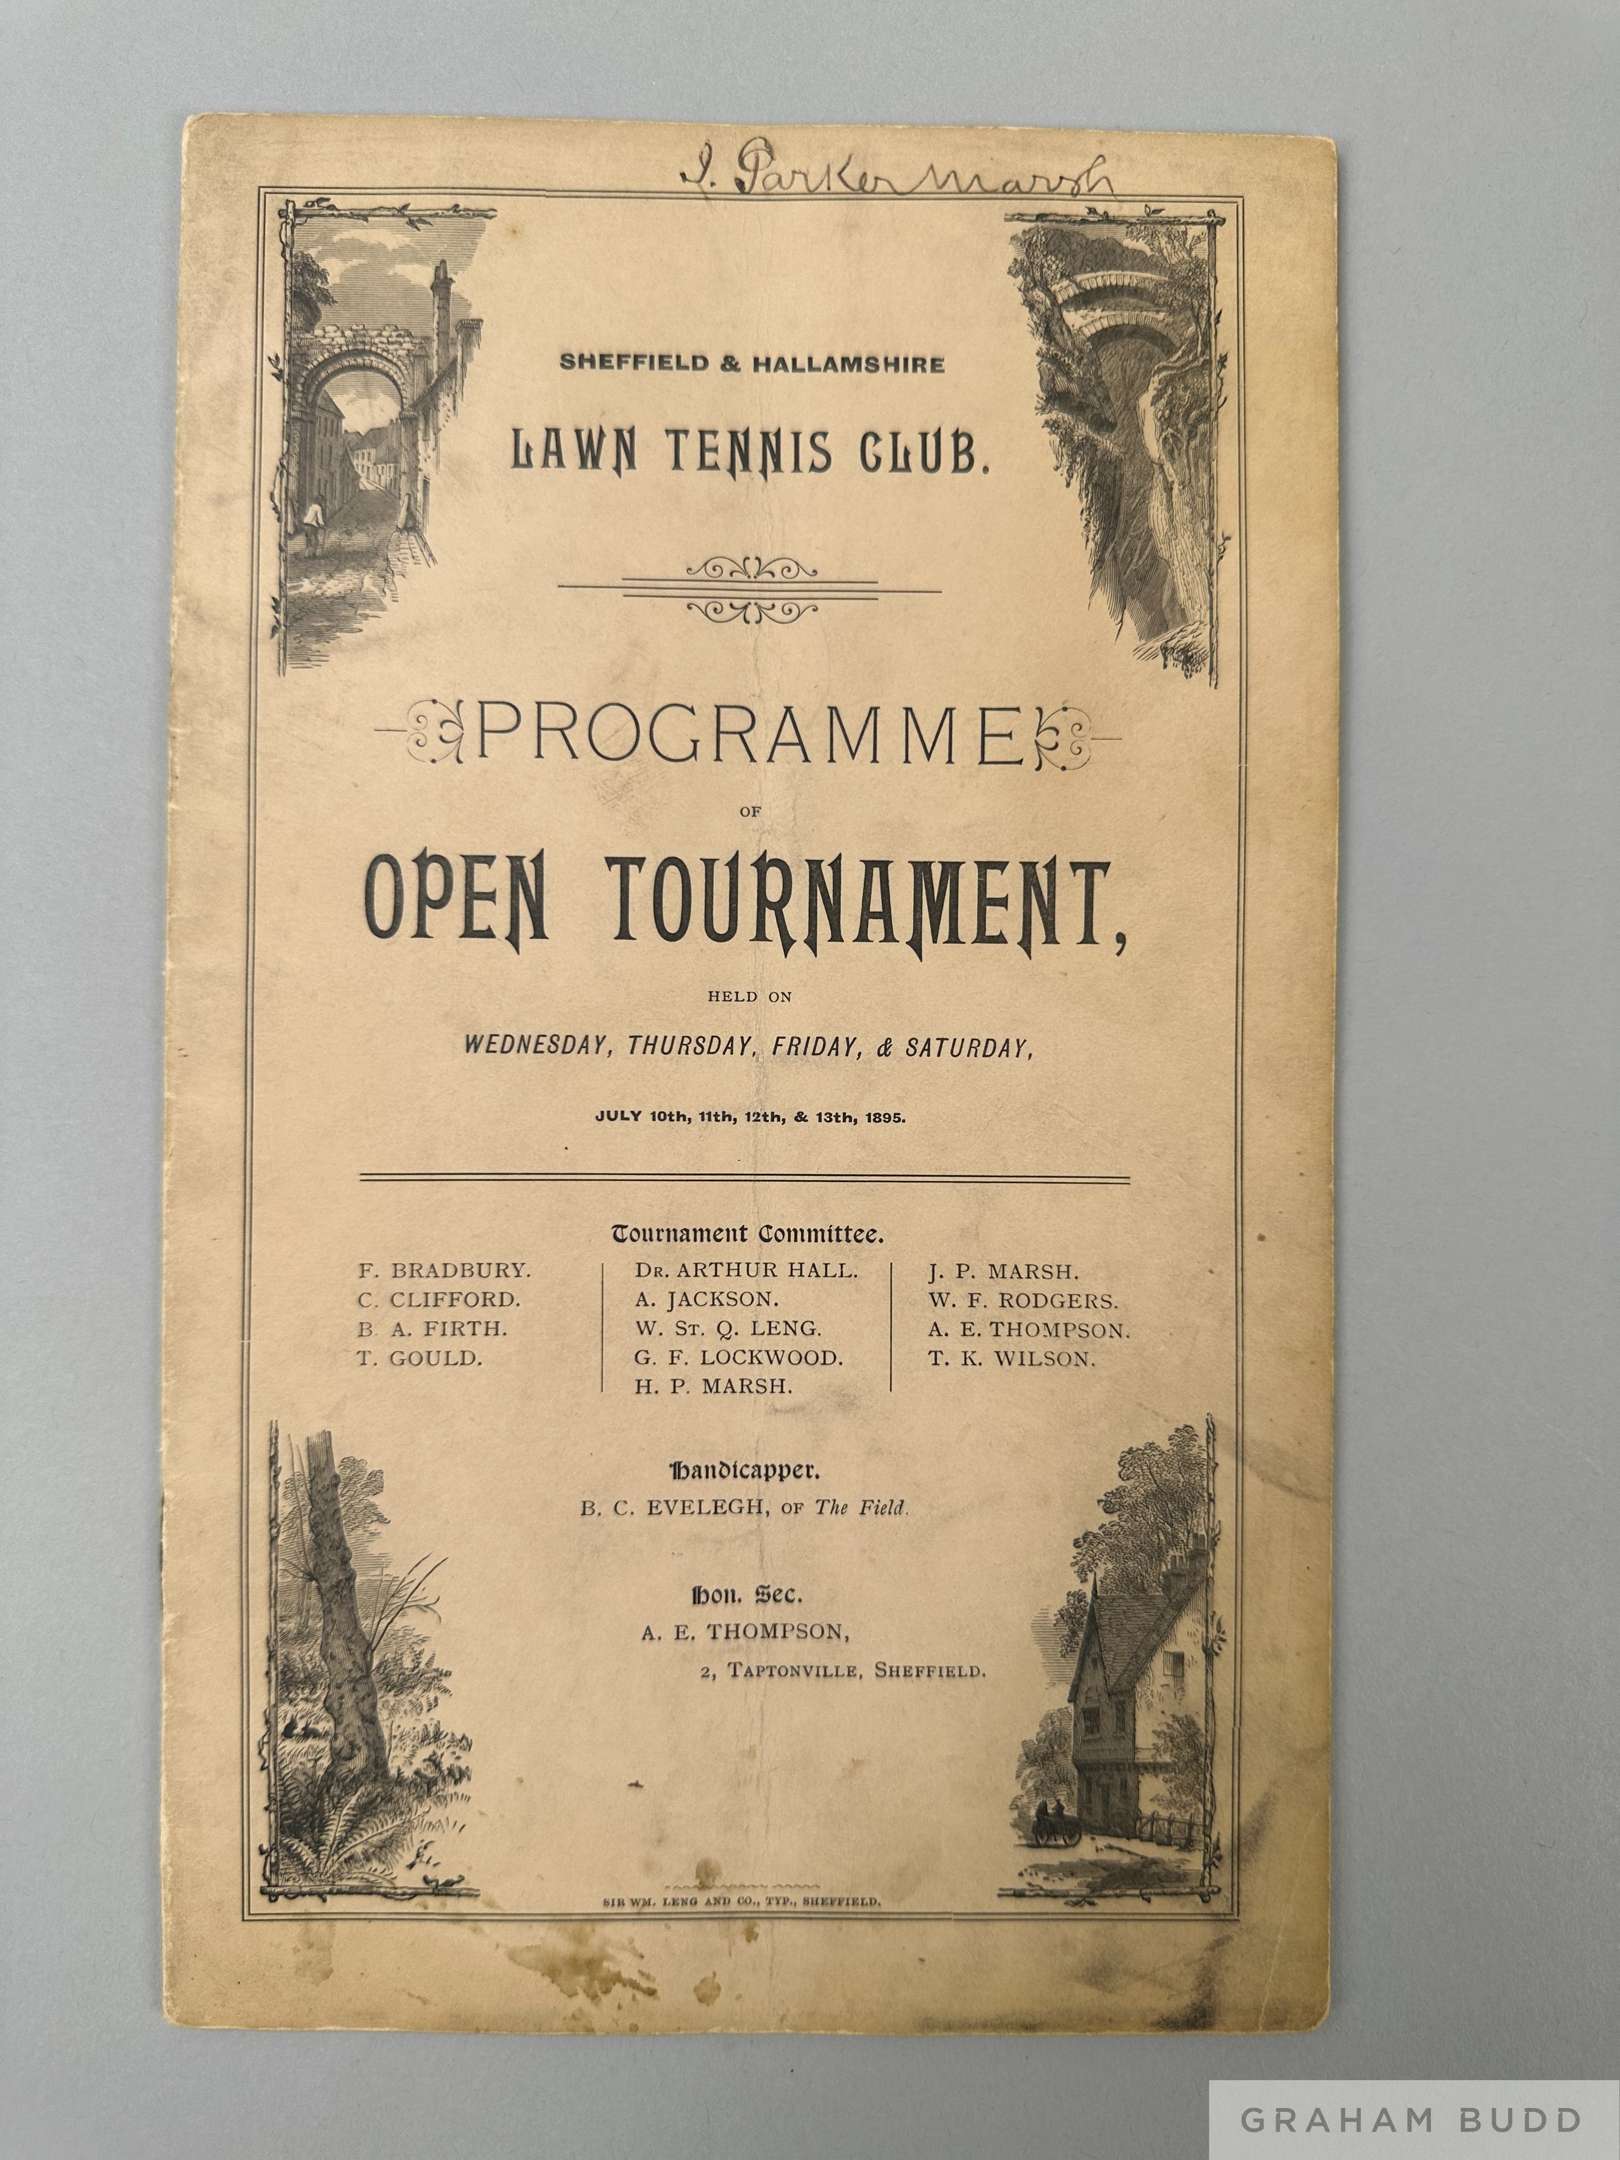 J. Parker Marsh
SHEFFIELD & HALLAMSHIRE
LAWN TENNIS CLUB.
PROGRAMME
OF
OPEN TOURNAMENT,
HELD ON
WEDNESDAY, THURSDAY, FRIDAY, & SATURDAY,
JULY 10th, 11th, 12th, & 13th, 1895.
Tournament Committee.
F. BRADBURY.
C. CLIFFORD.
B. A. FIRTH.
T. GOULD.
DR. ARTHUR HALL.
A. JACKSON.
W. ST. Q. LENG.
G. F. LOCKWOOD.
H. P. MARSH.
J. P. MARSH.
W. F. RODGERS.
A. E. THOMPSON.
T. K. WILSON.
Handicapper.
B. C. EVELEGH, OF The Field.
Hon. Sec.
A. E. THOMPSON,
2, TAPTONVILLE, SHEFFIELD.
SIR WM. LENG AND CO., TYP., SHEFFIELD.
GRAHAM BUDD